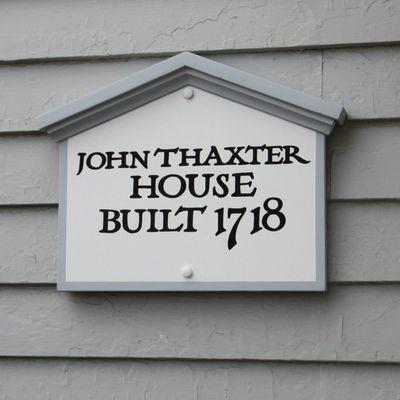 JOHN THAXTER
HOUSE
BUILT 1718